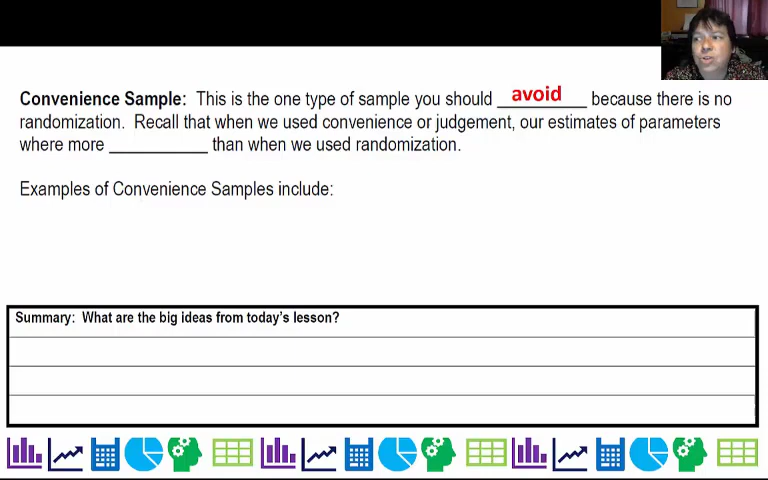 Convenience Sample: This is the one type of sample you should avoid because there is no
randomization. Recall that when we used convenience or judgement, our estimates of parameters
where more __________ than when we used randomization.
Examples of Convenience Samples include:
Summary: What are the big ideas from today's lesson?